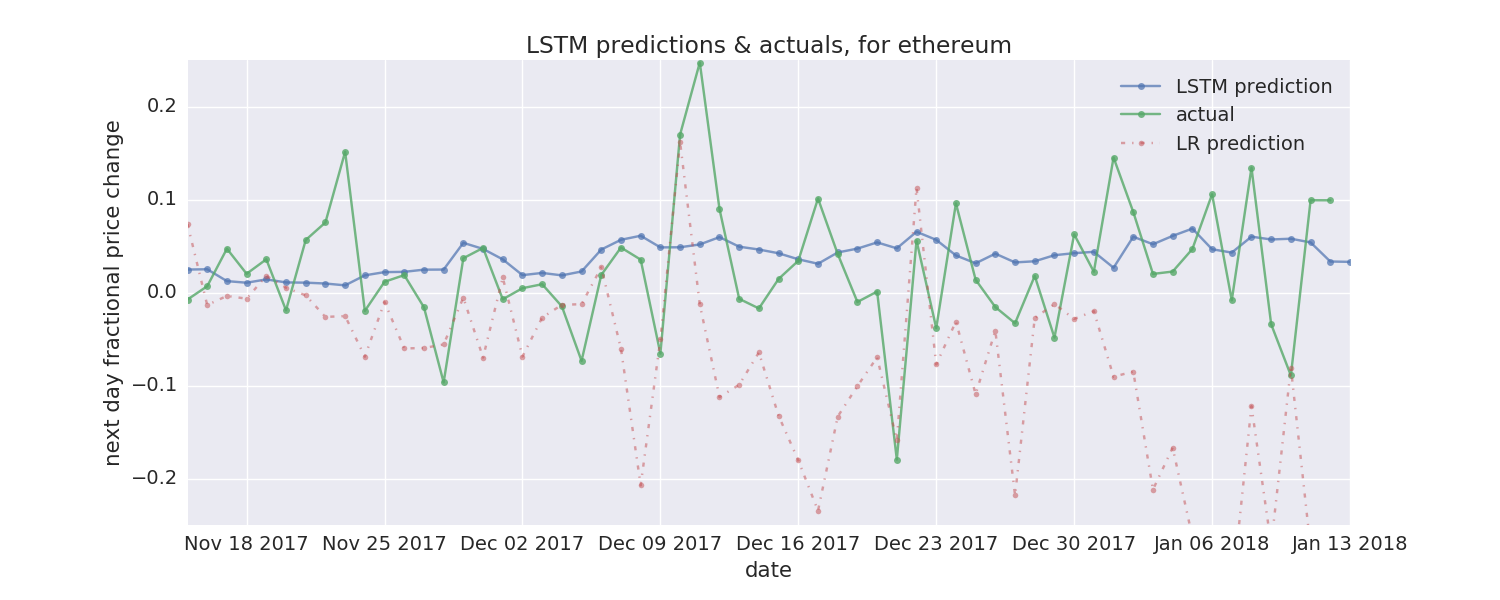 LSTM predictions & actuals, for ethereum
LSTM prediction
actual
LR prediction
next day fractional price change
0.2
0.1
0.0
−0.1
−0.2
Nov 18 2017 Nov 25 2017 Dec 02 2017 Dec 09 2017 Dec 16 2017 Dec 23 2017 Dec 30 2017 Jan 06 2018 Jan 13 2018
date